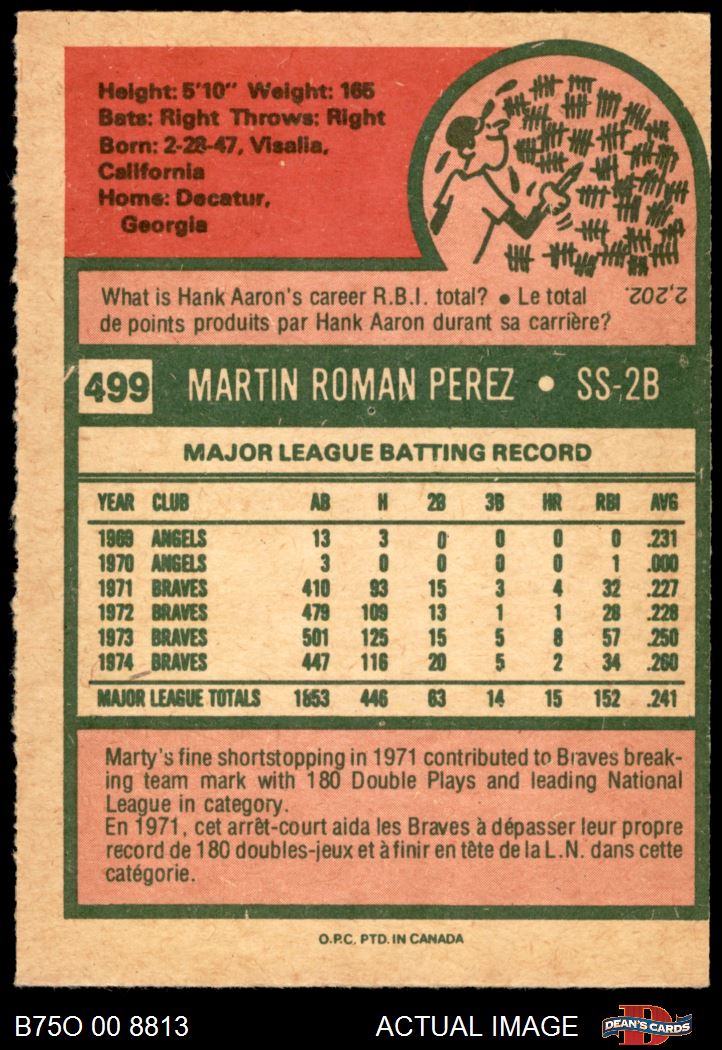 Height: 5'10" Weight: 165
Bats: Right Throws: Right
Born: 2-28-47, Visalia,
California
Home: Decatur,
Georgia
What is Hank Aaron's career R.B.I. total? ● Le total
de points produits par Hank Aaron durant sa carrière?
2,202.
499 MARTIN ROMAN PEREZ • SS-2B
MAJOR LEAGUE BATTING RECORD
YEAR CLUB AB H 2B 3B HR RBI AVG
1969 ANGELS 13 3 0 0 0 0 .231
1970 ANGELS 3 0 0 0 0 1 .000
1971 BRAVES 410 93 15 3 4 32 .227
1972 BRAVES 479 109 13 1 1 28 .228
1973 BRAVES 501 125 15 5 8 57 .250
1974 BRAVES 447 116 20 5 2 34 .260
MAJOR LEAGUE TOTALS 1853 446 63 14 15 152 .241
Marty's fine shortstopping in 1971 contributed to Braves break-
ing team mark with 180 Double Plays and leading National
League in category.
En 1971, cet arrêt-court aida les Braves à dépasser leur propre
record de 180 doubles-jeux et à finir en tête de la L.N. dans cette
catégorie.
O.P.C. PTD. IN CANADA
B75O 00 8813 ACTUAL IMAGE D DEAN'S CARDS